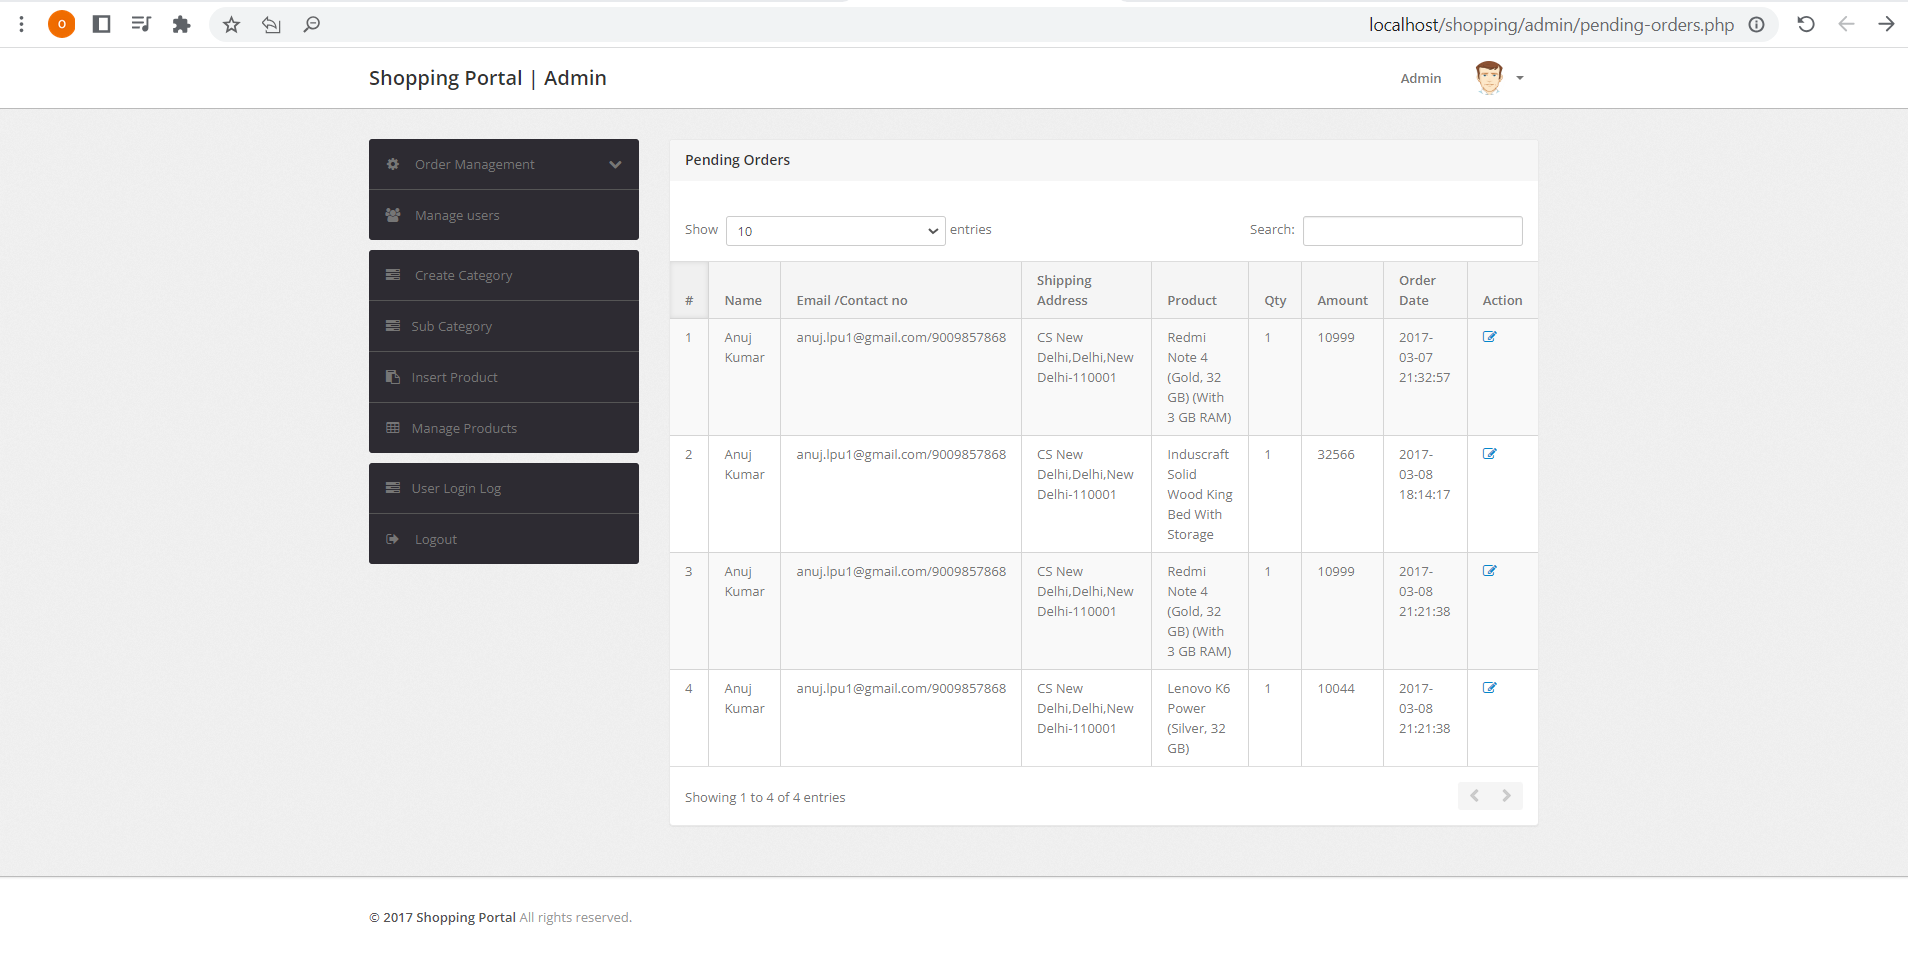 O
localhost/shopping/admin/pending-orders.php
Shopping Portal | Admin
Admin
Order Management
Manage users
Create Category
Sub Category
Insert Product
Manage Products
User Login Log
Logout
Pending Orders
Show 10 entries
Search:
# Name Email /Contact no Shipping Address Product Qty Amount Order Date Action
1 Anuj Kumar anuj.lpu1@gmail.com/9009857868 CS New Delhi,Delhi,New Delhi-110001 Redmi Note 4 (Gold, 32 GB) (With 3 GB RAM) 1 10999 2017-03-07 21:32:57
2 Anuj Kumar anuj.lpu1@gmail.com/9009857868 CS New Delhi,Delhi,New Delhi-110001 Induscraft Solid Wood King Bed With Storage 1 32566 2017-03-08 18:14:17
3 Anuj Kumar anuj.lpu1@gmail.com/9009857868 CS New Delhi,Delhi,New Delhi-110001 Redmi Note 4 (Gold, 32 GB) (With 3 GB RAM) 1 10999 2017-03-08 21:21:38
4 Anuj Kumar anuj.lpu1@gmail.com/9009857868 CS New Delhi,Delhi,New Delhi-110001 Lenovo K6 Power (Silver, 32 GB) 1 10044 2017-03-08 21:21:38
Showing 1 to 4 of 4 entries
© 2017 Shopping Portal All rights reserved.